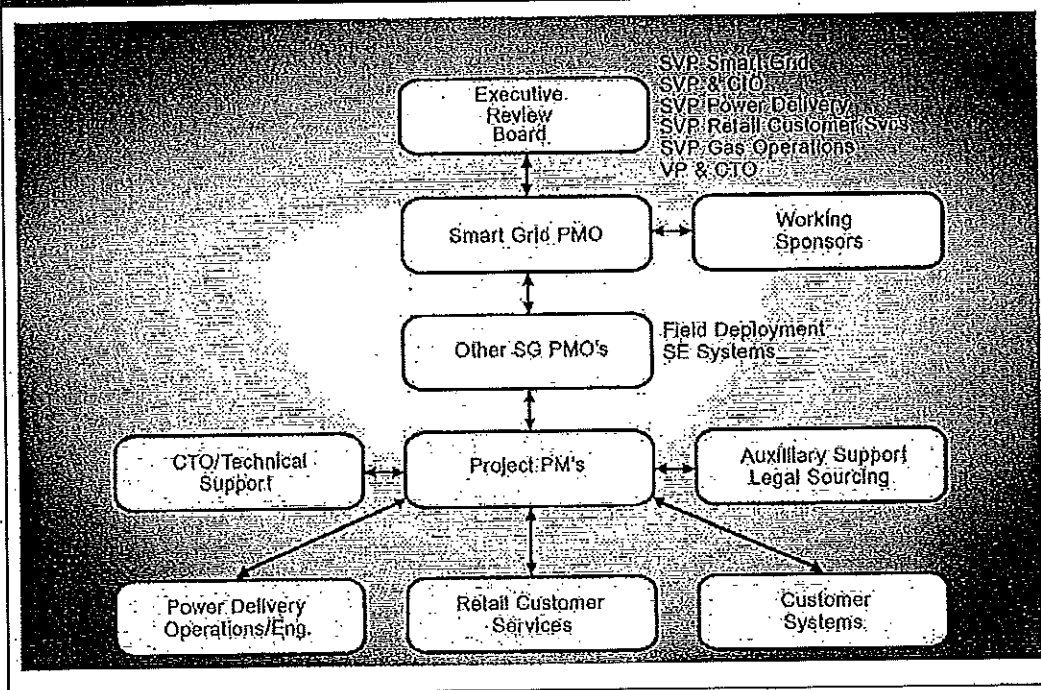 Executive
Review
Board
SVP Smart Grid
SVP & CIO
SVP Power Delivery
SVP Retail Customer Svcs
SVP Gas Operations
VP & CTO
Smart Grid PMO
Working
Sponsors
Other SG PMO's
Field Deployment
SE Systems
CTO/Technical
Support
Project PM's
Auxilliary Support
Legal Sourcing
Power Delivery
Operations/Eng.
Retail Customer
Services
Customer
Systems